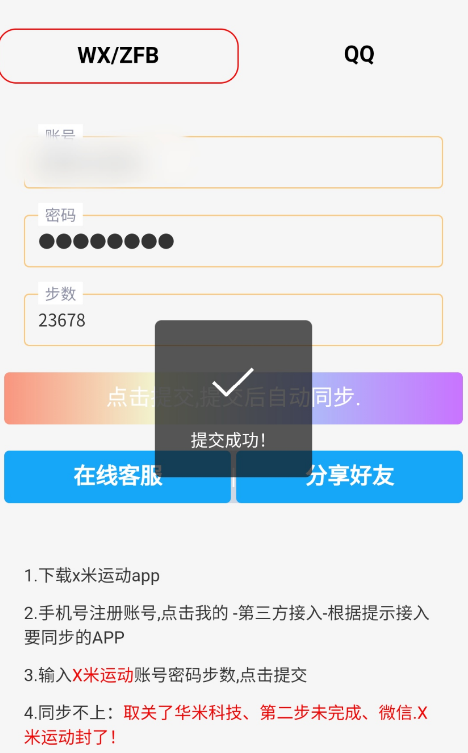 WX/ZFB
QQ
账号
密码
步数
23678
点击提交,提交后自动同步.
提交成功！
在线客服
分享好友
1.下载x米运动app
2.手机号注册账号,点击我的 -第三方接入-根据提示接入
要同步的APP
3.输入X米运动账号密码步数,点击提交
4.同步不上：取关了华米科技、第二步未完成、微信.X
米运动封了！